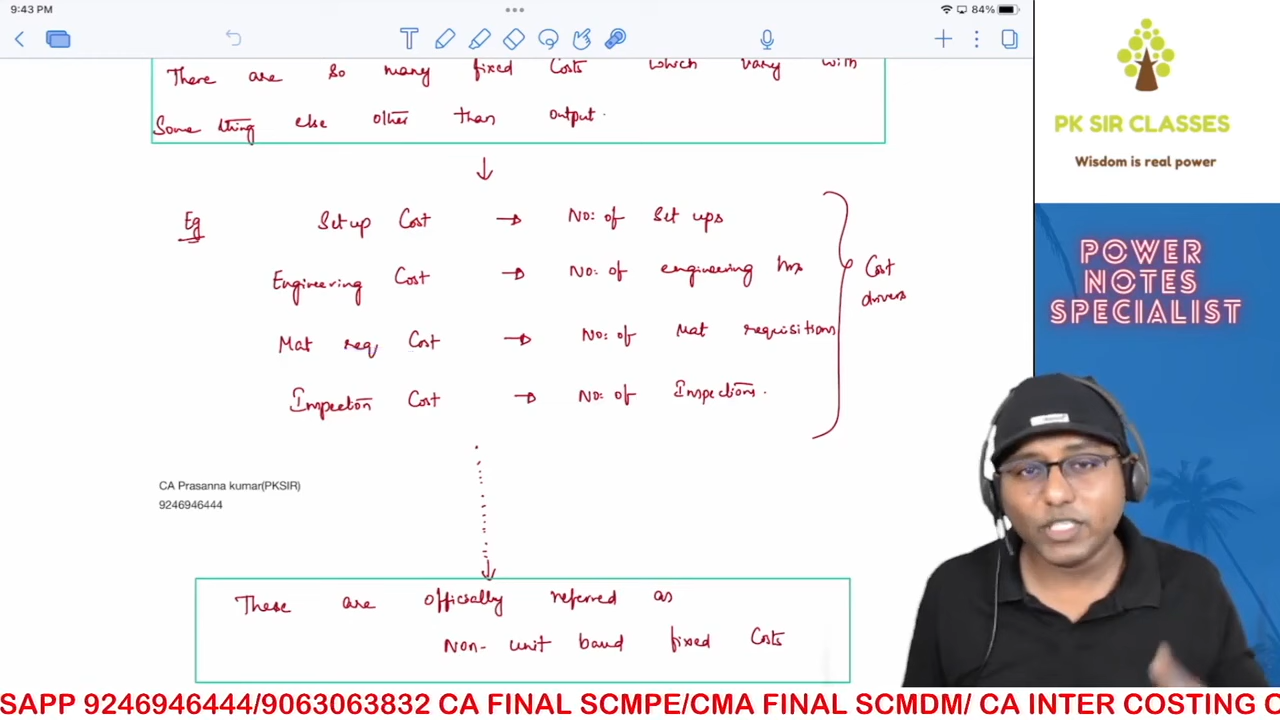 9:43 PM
84%
There are so many fixed Costs which vary with
Some thing else other than output.
Eg Set up Cost → No: of Set ups
Engineering Cost → No: of engineering hrs
Mat req Cost → No: of Mat requisitions
Inspection Cost → No: of Inspections.
Cost
drivers
CA Prasanna kumar(PKSIR)
9246946444
These are officially referred as
Non- unit based fixed Costs
PK SIR CLASSES
Wisdom is real power
POWER
NOTES
SPECIALIST
SAPP 9246946444/9063063832 CA FINAL SCMPE/CMA FINAL SCMDM/ CA INTER COSTING C